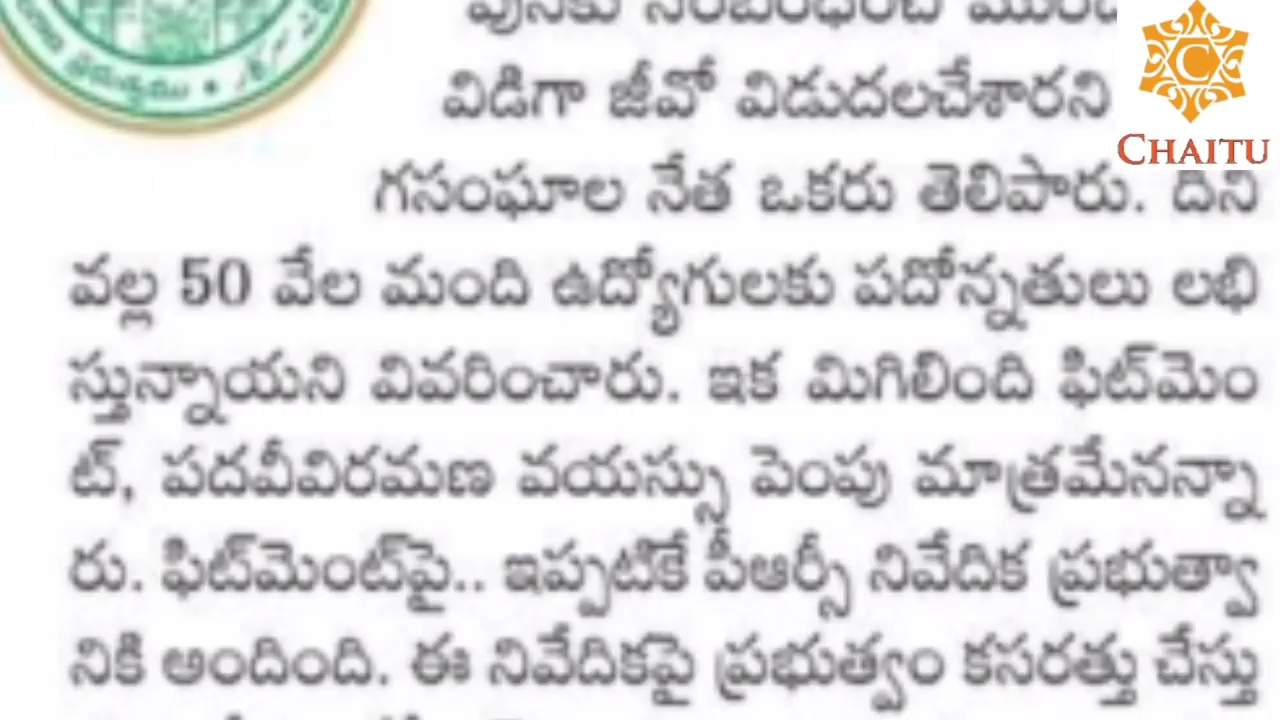 విడిగా జీవో విడుదలచేశారని
CHAITU
గసంఘాల నేత ఒకరు తెలిపారు. దీని
వల్ల 50 వేల మంది ఉద్యోగులకు పదోన్నతులు లభి
స్తున్నాయని వివరించారు. ఇక మిగిలింది ఫిట్‌మెం
ట్, పదవీవిరమణ వయస్సు పెంపు మాత్రమేనన్నా
రు. ఫిట్‌మెంట్‌పై.. ఇప్పటికే పీఆర్సీ నివేదిక ప్రభుత్వా
నికి అందింది. ఈ నివేదికపై ప్రభుత్వం కసరత్తు చేస్తు